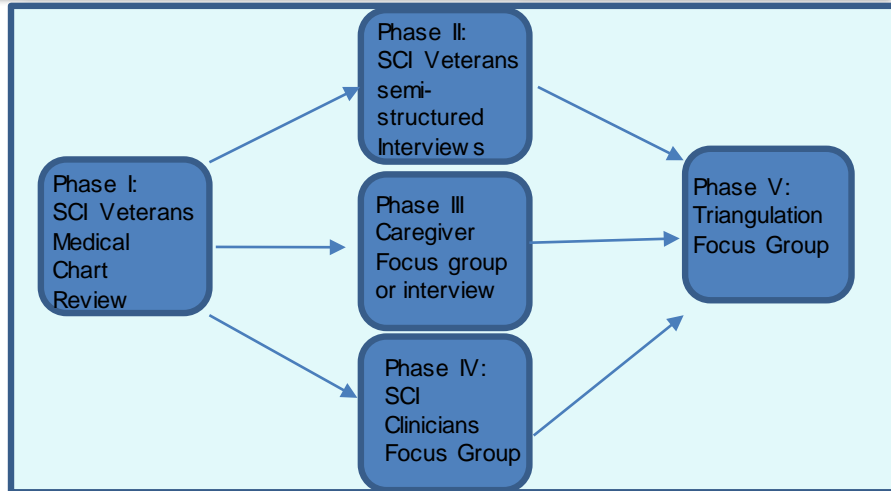 Phase I:
SCI Veterans
Medical
Chart
Review
Phase II:
SCI Veterans
semi-
structured
Interviews
Phase III
Caregiver
Focus group
or interview
Phase IV:
SCI
Clinicians
Focus Group
Phase V:
Triangulation
Focus Group